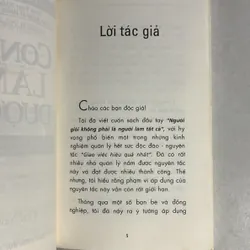 Lời tác giả
Chào các bạn độc giả!
Tôi đã viết cuốn sách đầu tay "Người
giỏi không phải là người làm tất cả", với hy
vọng phổ biến một trong những kinh
nghiệm quản lý hết sức độc đáo - nguyên
tắc "Giao việc hiệu quả nhất". Đã có rất
nhiều nhà quản lý nắm được nguyên tắc
này và đạt được nhiều thành công. Thế
nhưng, tôi hiểu rằng phạm vi áp dụng của
nguyên tắc này vẫn còn rất giới hạn.
Thông qua một số bạn bè và đồng
nghiệp, tôi đã nảy ra ý tưởng áp dụng